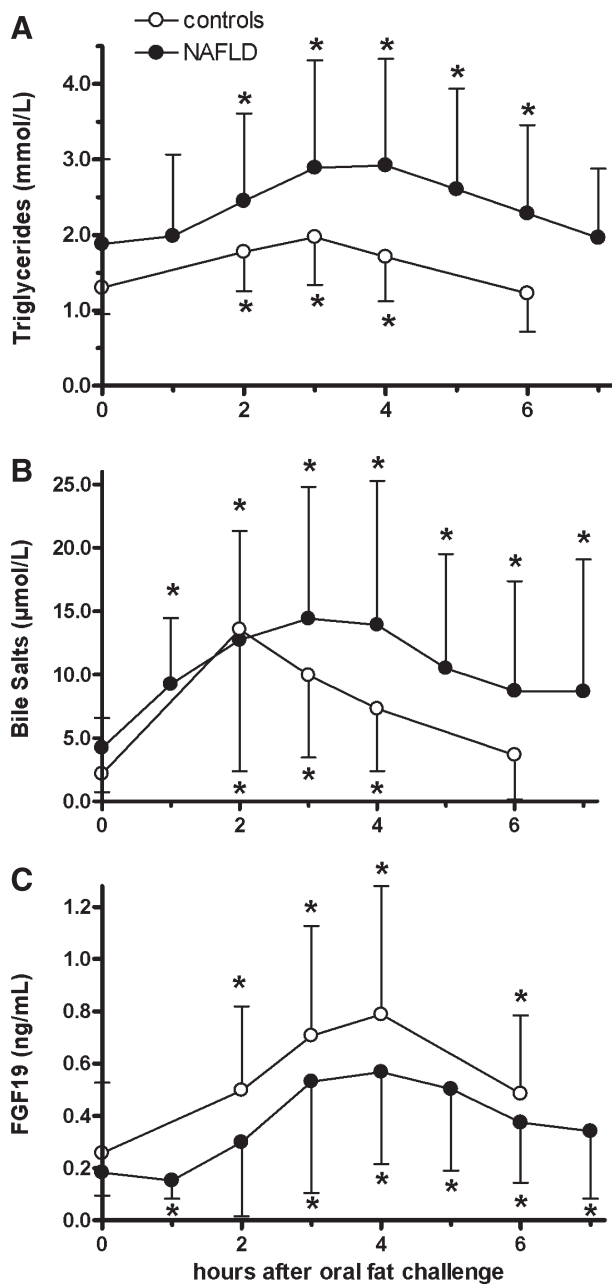 A
controls
NAFLD
Triglycerides (mmol/L)
4.0
3.0
2.0
1.0
0.0
* * * * *
* * *
0 2 4 6
B
Bile Salts (µmol/L)
25.0
20.0
15.0
10.0
5.0
0.0
* * * * * * *
* * *
0 2 4 6
C
FGF19 (ng/mL)
1.2
1.0
0.8
0.6
0.4
0.2
0.0
* * * *
* * * * * *
0 2 4 6
hours after oral fat challenge